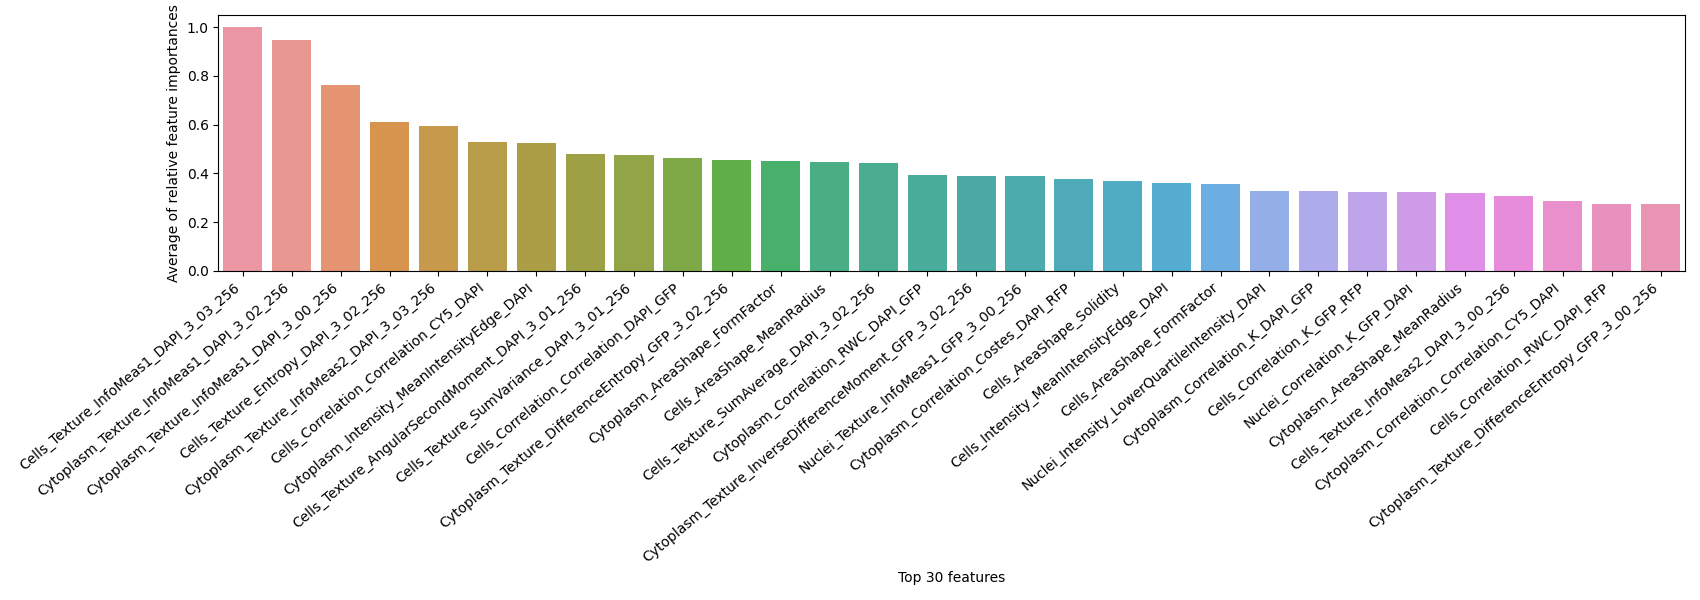 Average of relative feature importances
1.0
0.8
0.6
0.4
0.2
0.0
Cells_Texture_InfoMeas1_DAPI_3_03_256
Cytoplasm_Texture_InfoMeas1_DAPI_3_02_256
Cytoplasm_Texture_InfoMeas1_DAPI_3_00_256
Cells_Texture_Entropy_DAPI_3_02_256
Cytoplasm_Texture_InfoMeas2_DAPI_3_03_256
Cells_Correlation_Correlation_CY5_DAPI
Cytoplasm_Intensity_MeanIntensityEdge_DAPI
Cells_Texture_AngularSecondMoment_DAPI_3_01_256
Cells_Texture_SumVariance_DAPI_3_01_256
Cells_Correlation_Correlation_DAPI_GFP
Cytoplasm_Texture_DifferenceEntropy_GFP_3_02_256
Cytoplasm_AreaShape_FormFactor
Cells_AreaShape_MeanRadius
Cells_Texture_SumAverage_DAPI_3_02_256
Cytoplasm_Correlation_RWC_DAPI_GFP
Cytoplasm_Texture_InverseDifferenceMoment_GFP_3_02_256
Nuclei_Texture_InfoMeas1_GFP_3_00_256
Cytoplasm_Correlation_Costes_DAPI_RFP
Cells_AreaShape_Solidity
Cells_Intensity_MeanIntensityEdge_DAPI
Cells_AreaShape_FormFactor
Nuclei_Intensity_LowerQuartileIntensity_DAPI
Cytoplasm_Correlation_K_DAPI_GFP
Cells_Correlation_K_GFP_RFP
Nuclei_Correlation_K_GFP_DAPI
Cytoplasm_AreaShape_MeanRadius
Cells_Texture_InfoMeas2_DAPI_3_00_256
Cytoplasm_Correlation_Correlation_CY5_DAPI
Cells_Correlation_RWC_DAPI_RFP
Cytoplasm_Texture_DifferenceEntropy_GFP_3_00_256
Top 30 features